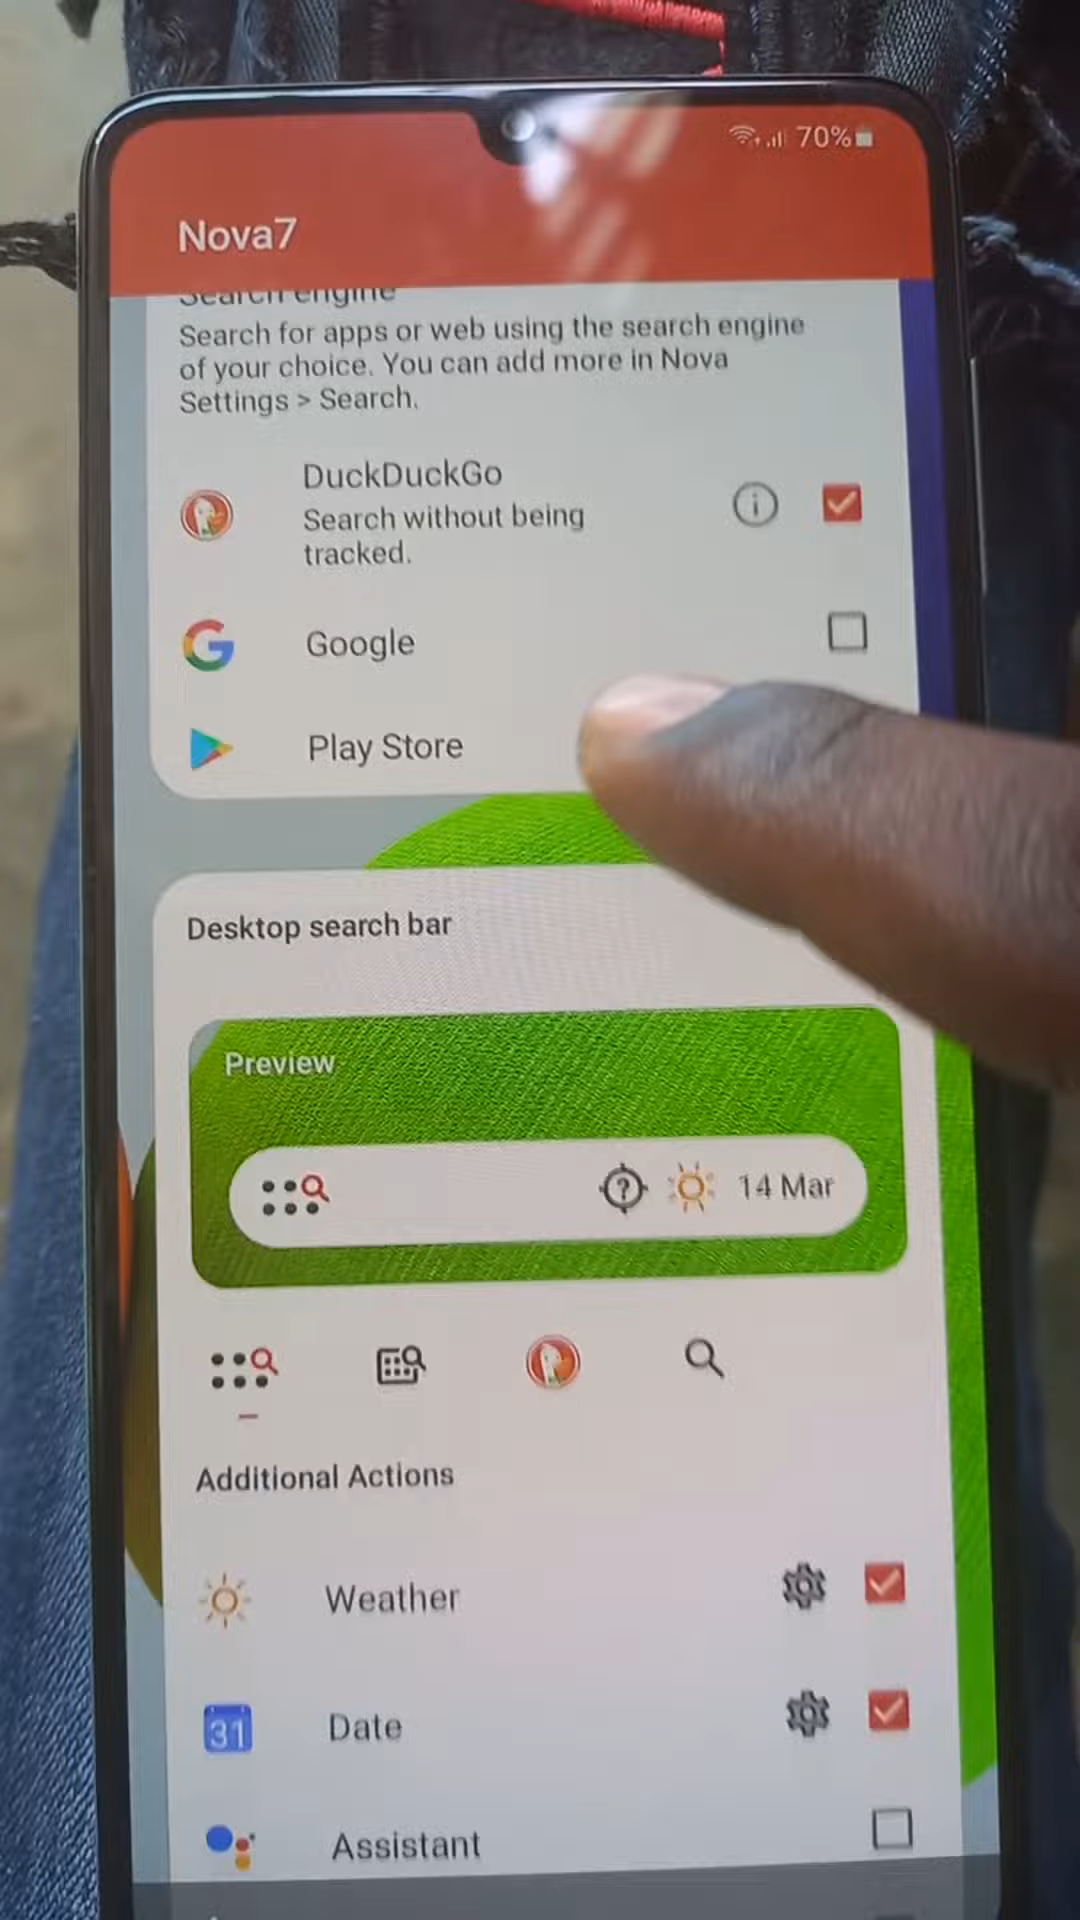 70%
Nova7
Search engine
Search for apps or web using the search engine
of your choice. You can add more in Nova
Settings > Search.
DuckDuckGo
Search without being
tracked.
Google
Play Store
Desktop search bar
Preview
14 Mar
Additional Actions
Weather
31
Date
Assistant